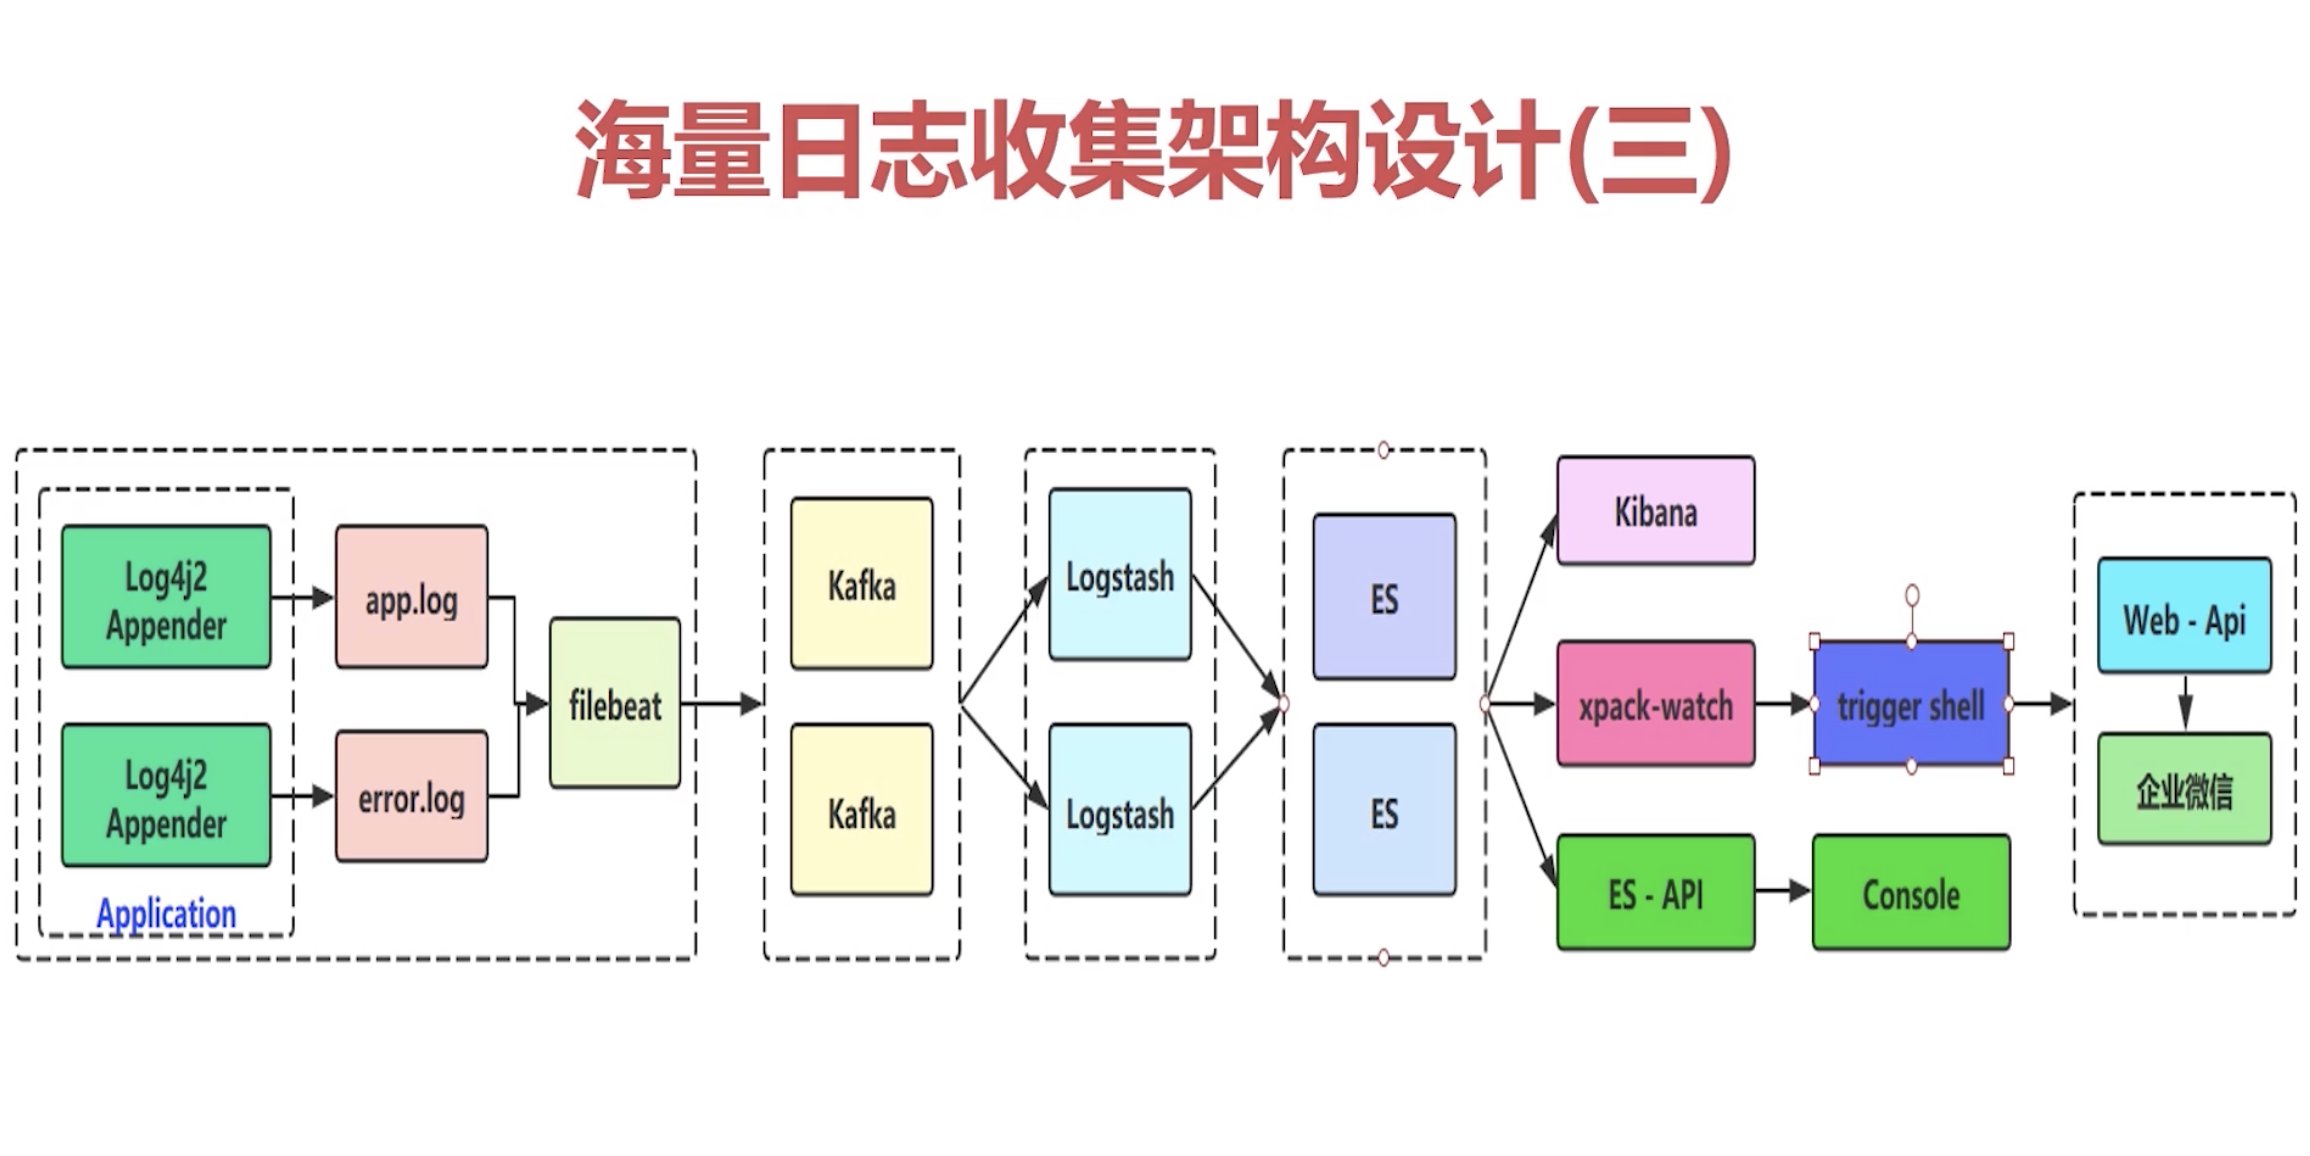 海量日志收集架构设计(三)
Log4j2
Appender
app.log
Log4j2
Appender
error.log
Application
filebeat
Kafka
Kafka
Logstash
Logstash
ES
ES
Kibana
xpack-watch
trigger shell
ES - API
Console
Web - Api
企业微信